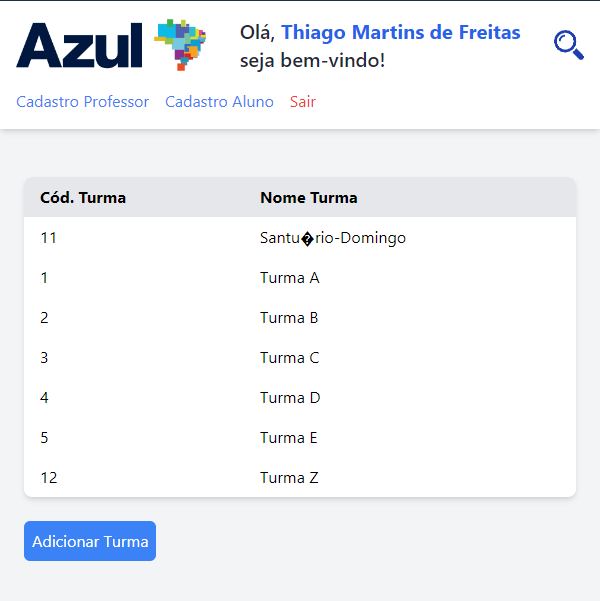 Azul
Olá, Thiago Martins de Freitas
seja bem-vindo!
Cadastro Professor Cadastro Aluno Sair
Cód. Turma Nome Turma
11 Santu�rio-Domingo
1 Turma A
2 Turma B
3 Turma C
4 Turma D
5 Turma E
12 Turma Z
Adicionar Turma